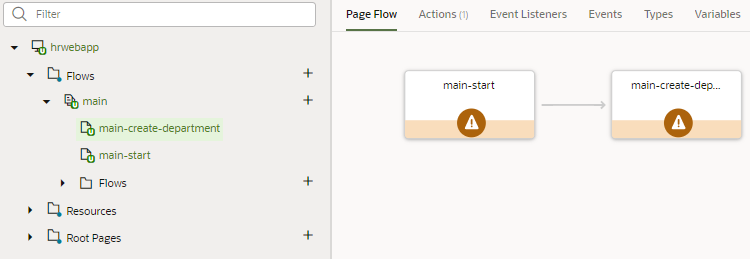 Filter
hrwebapp
Flows
main
main-create-department
main-start
Flows
Resources
Root Pages
Page Flow Actions (1) Event Listeners Events Types Variables
main-start main-create-dep...